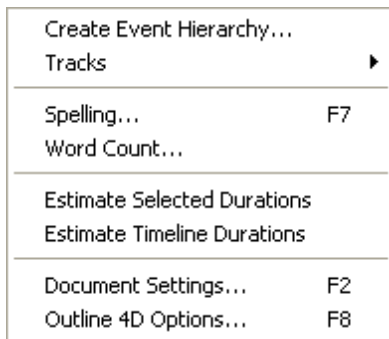 Create Event Hierarchy...
Tracks
Spelling... F7
Word Count...
Estimate Selected Durations
Estimate Timeline Durations
Document Settings... F2
Outline 4D Options... F8